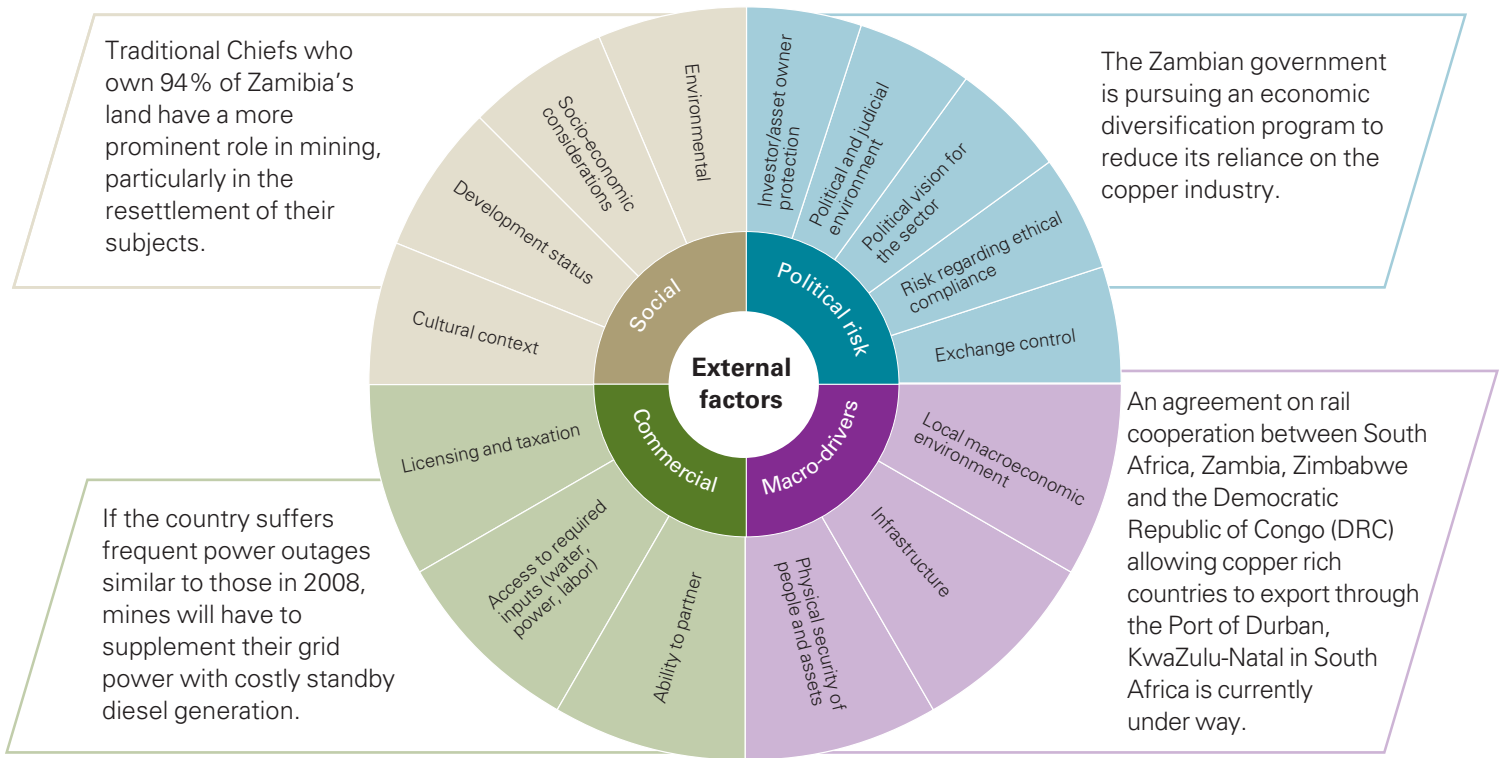 Traditional Chiefs who
own 94% of Zamibia's
land have a more
prominent role in mining,
particularly in the
resettlement of their
subjects.
The Zambian government
is pursuing an economic
diversification program to
reduce its reliance on the
copper industry.
If the country suffers
frequent power outages
similar to those in 2008,
mines will have to
supplement their grid
power with costly standby
diesel generation.
An agreement on rail
cooperation between South
Africa, Zambia, Zimbabwe
and the Democratic
Republic of Congo (DRC)
allowing copper rich
countries to export through
the Port of Durban,
KwaZulu-Natal in South
Africa is currently
under way.
External
factors
Social
Cultural context
Development status
Socio-economic
considerations
Environmental
Political risk
Investor/asset owner
protection
Political and judicial
environment
Political vision for
the sector
Risk regarding ethical
compliance
Exchange control
Macro-drivers
Local macroeconomic
environment
Infrastructure
Physical security of
people and assets
Commercial
Ability to partner
Access to required
inputs (water,
power, labor)
Licensing and taxation